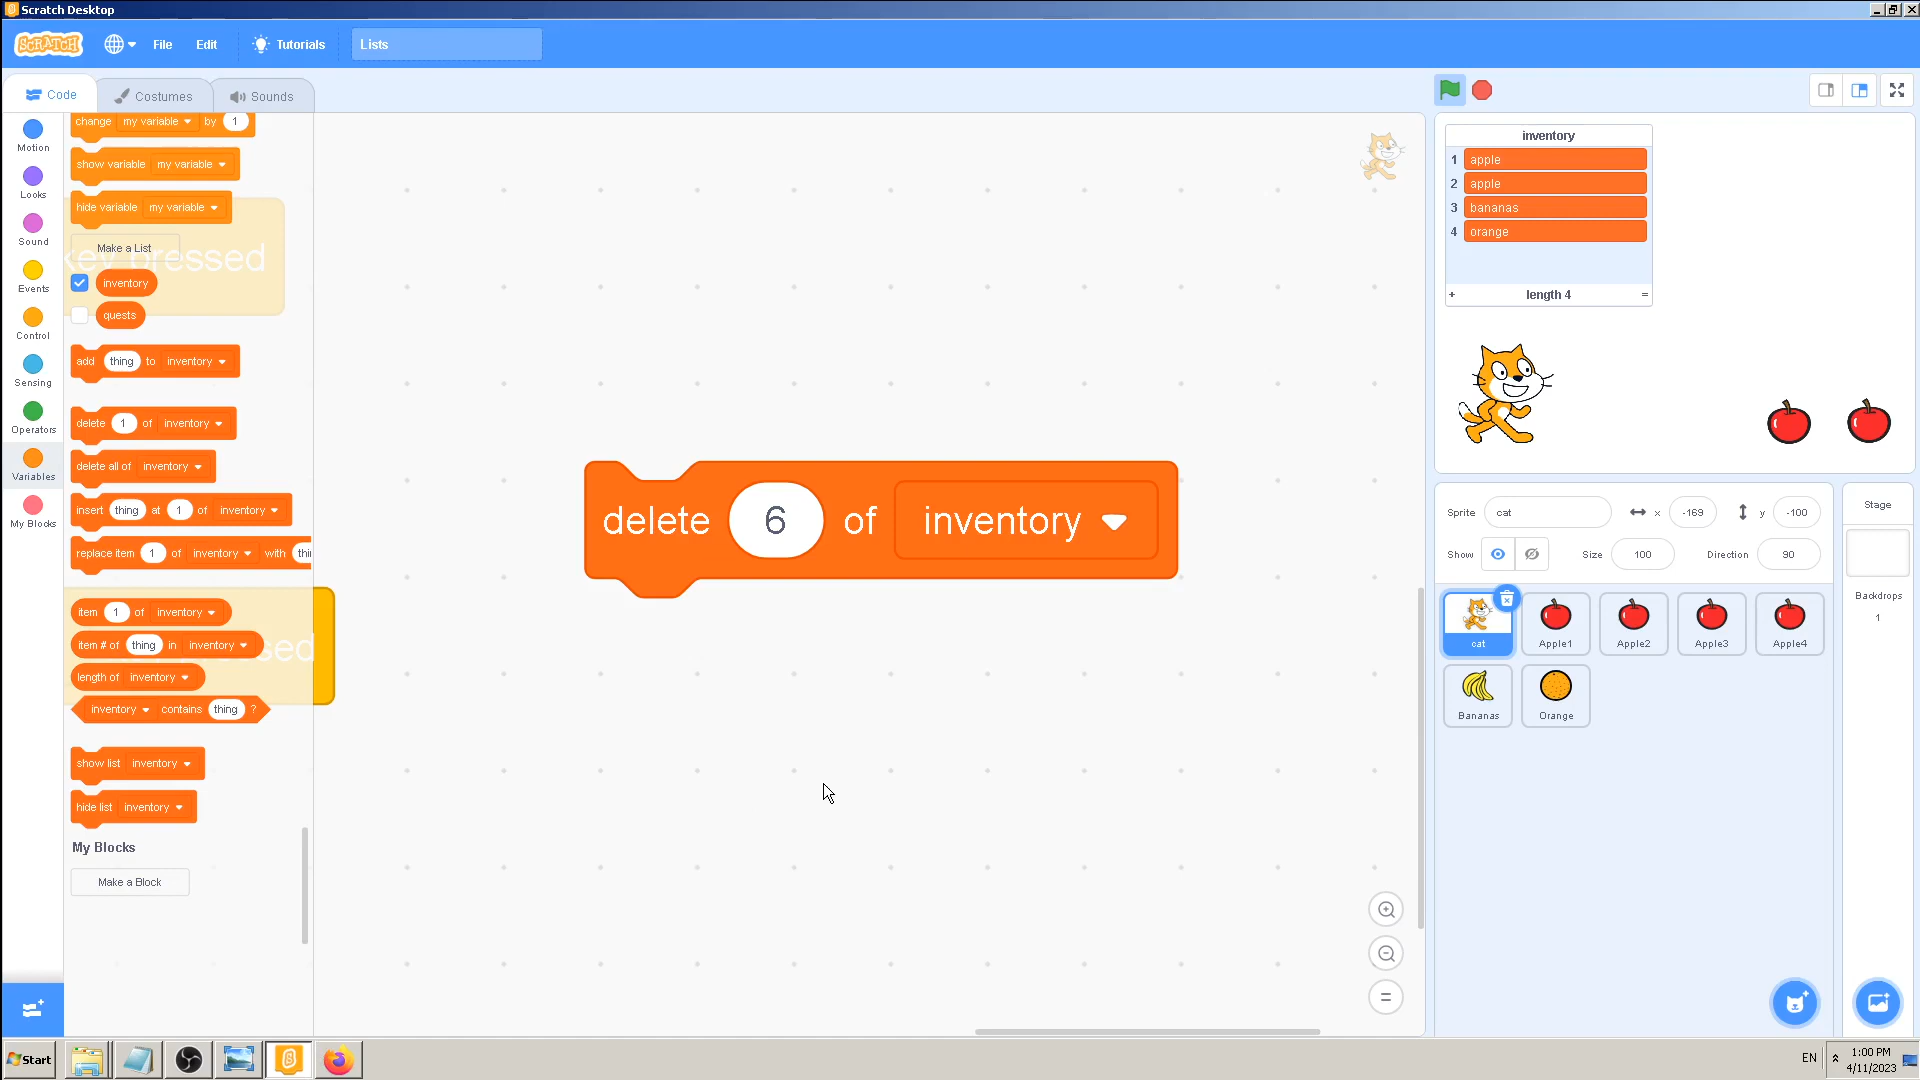 Scratch Desktop
SCRATCH File Edit Tutorials Lists
Code Costumes Sounds
Motion
Looks
Sound
Events
Control
Sensing
Operators
Variables
My Blocks
change my variable by 1
show variable my variable
hide variable my variable
key pressed
Make a List
inventory
quests
add thing to inventory
delete 1 of inventory
delete all of inventory
insert thing at 1 of inventory
replace item 1 of inventory with thi
item 1 of inventory
item # of thing in inventory
length of inventory
inventory contains thing ?
show list inventory
hide list inventory
My Blocks
Make a Block
delete 6 of inventory
inventory
1 apple
2 apple
3 bananas
4 orange
+ length 4 =
Sprite cat x -169 y -100
Show Size 100 Direction 90
cat Apple1 Apple2 Apple3 Apple4
Bananas Orange
Stage
Backdrops
1
Start
EN
1:00 PM
4/11/2023